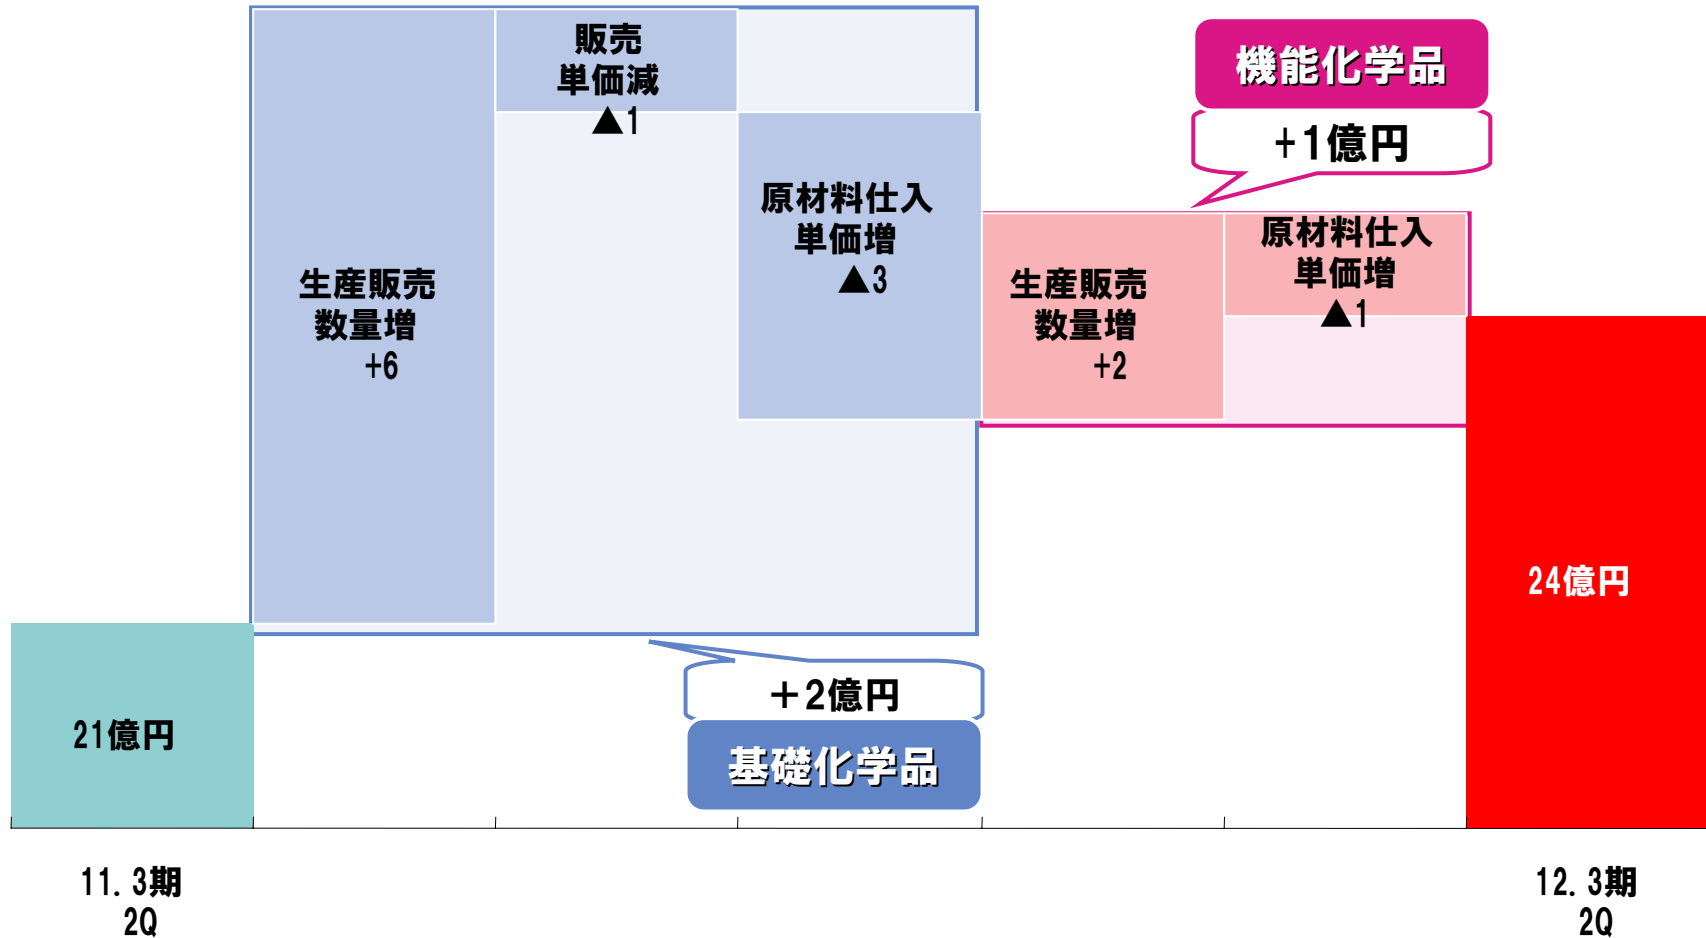 販売
単価減
▲1
機能化学品
+1億円
原材料仕入
単価増
▲3
原材料仕入
単価増
▲1
生産販売
数量増
+6
生産販売
数量増
+2
24億円
+2億円
基礎化学品
21億円
11.3期
2Q
12.3期
2Q